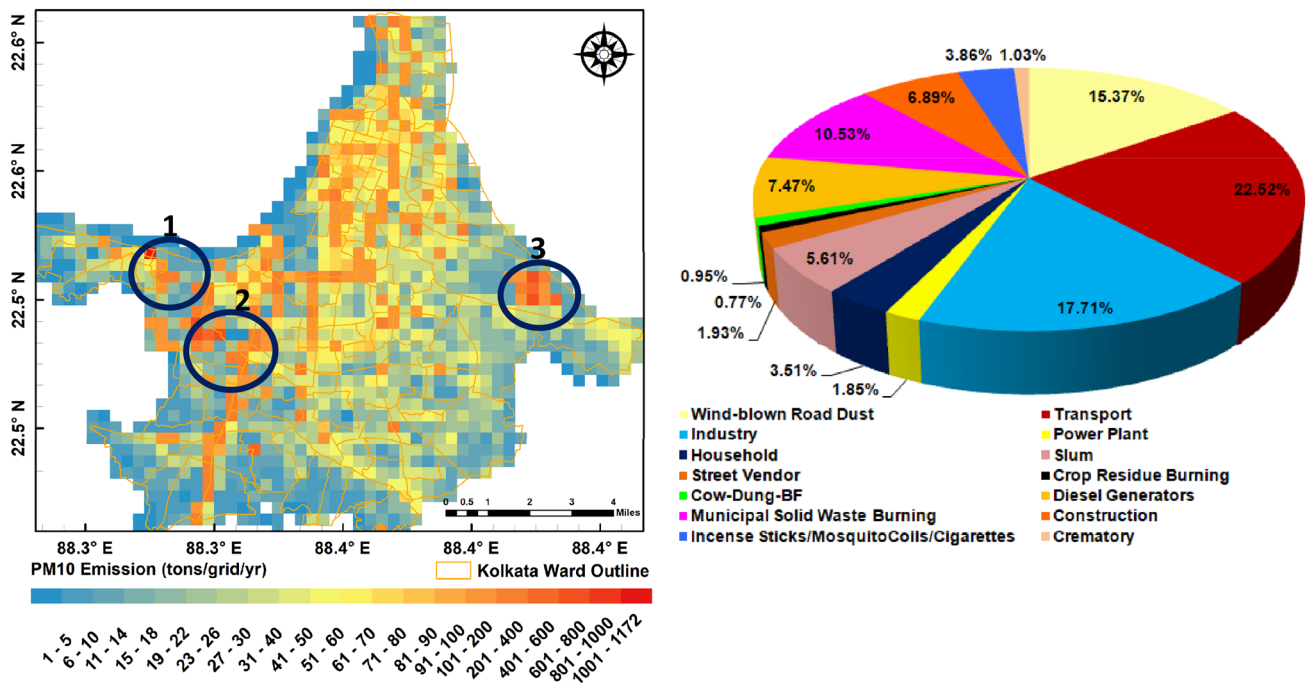 22.6° N
22.6° N
22.5° N
22.5° N
1
2
3
0 0.5 1 2 3 4
Miles
88.3° E 88.3° E 88.4° E 88.4° E 88.4° E
PM10 Emission (tons/grid/yr)
Kolkata Ward Outline
1 - 5
6 - 10
11 - 14
15 - 18
19 - 22
23 - 26
27 - 30
31 - 40
41 - 50
51 - 60
61 - 70
71 - 80
81 - 90
91 - 100
101 - 200
201 - 400
401 - 600
601 - 800
801 - 1000
1001 - 1172
3.86% 1.03%
15.37%
6.89%
10.53%
22.52%
7.47%
5.61%
0.95%
0.77%
17.71%
1.93%
3.51%
1.85%
Wind-blown Road Dust
Transport
Industry
Power Plant
Household
Slum
Street Vendor
Crop Residue Burning
Cow-Dung-BF
Diesel Generators
Municipal Solid Waste Burning
Construction
Incense Sticks/MosquitoCoils/Cigarettes
Crematory